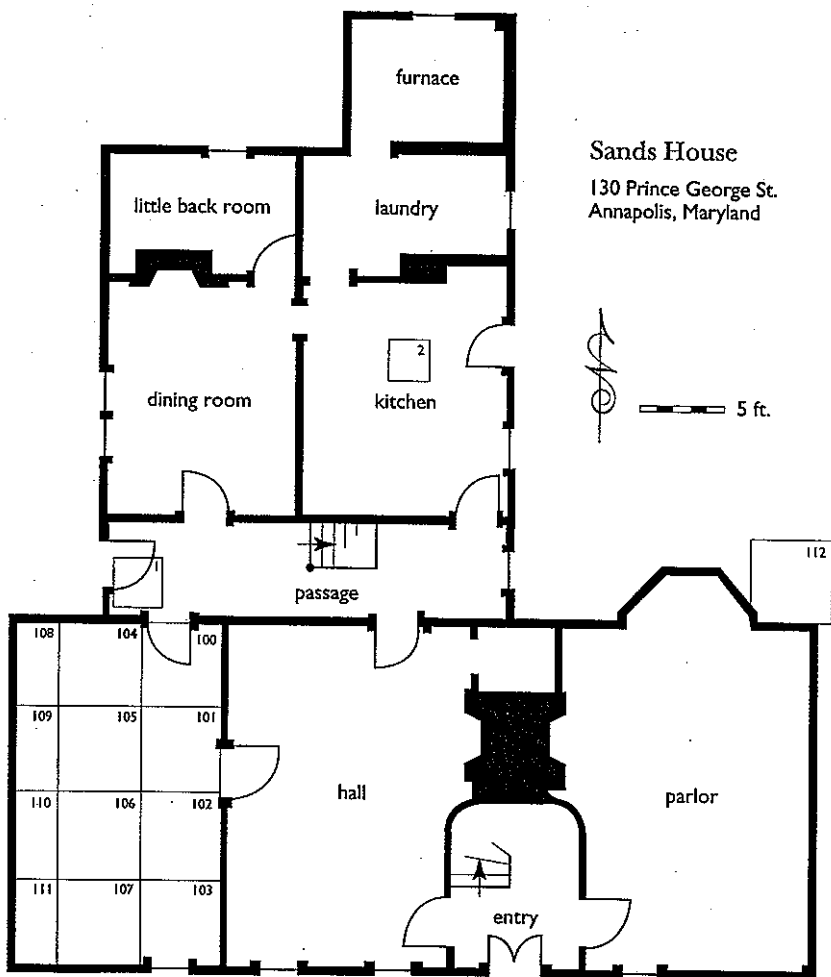 furnace
Sands House
130 Prince George St.
Annapolis, Maryland
little back room
laundry
2
dining room
kitchen
5 ft.
112
1
passage
108 104 100
109 105 101
110 106 102
hall
parlor
111 107 103
entry